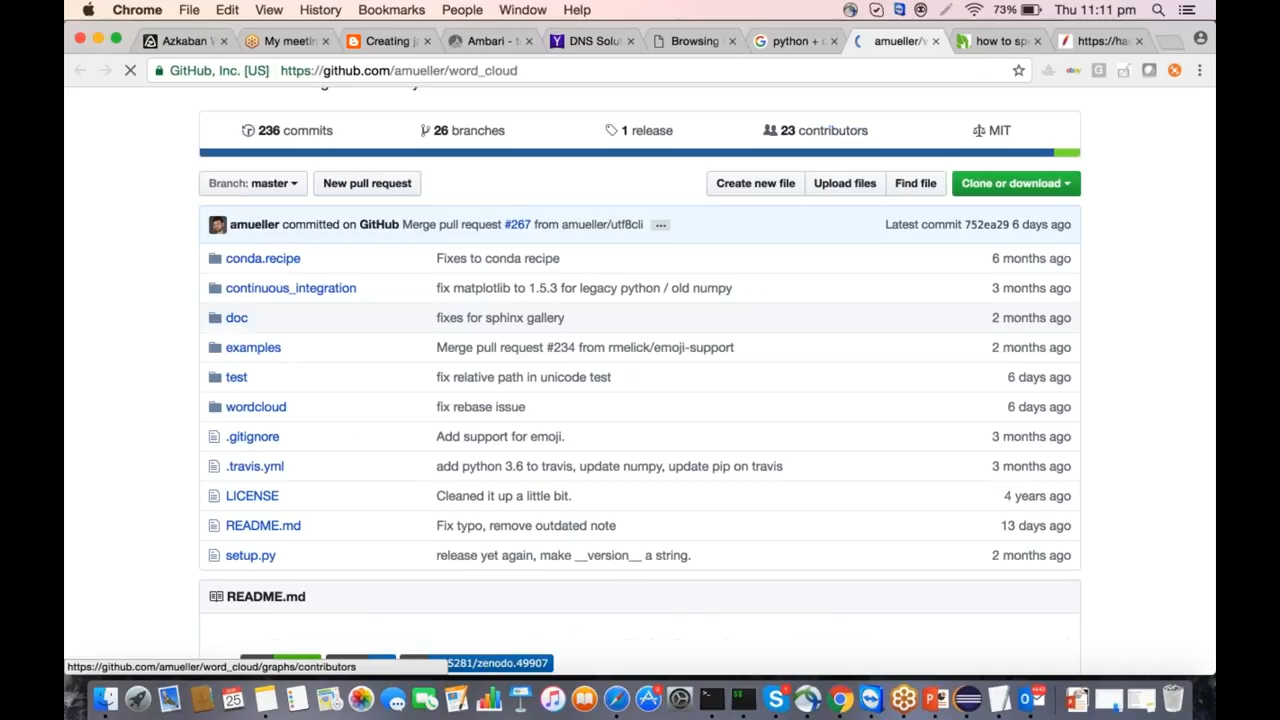 Chrome File Edit View History Bookmarks People Window Help 73% Thu 11:11 pm
Azkaban My meeti Creating j Ambari - t DNS Solu Browsing python + c amueller/ how to sp https://ha
GitHub, Inc. [US] https://github.com/amueller/word_cloud
236 commits 26 branches 1 release 23 contributors MIT
Branch: master New pull request Create new file Upload files Find file Clone or download
amueller committed on GitHub Merge pull request #267 from amueller/utf8cli ... Latest commit 752ea29 6 days ago
conda.recipe Fixes to conda recipe 6 months ago
continuous_integration fix matplotlib to 1.5.3 for legacy python / old numpy 3 months ago
doc fixes for sphinx gallery 2 months ago
examples Merge pull request #234 from rmelick/emoji-support 2 months ago
test fix relative path in unicode test 6 days ago
wordcloud fix rebase issue 6 days ago
.gitignore Add support for emoji. 3 months ago
.travis.yml add python 3.6 to travis, update numpy, update pip on travis 3 months ago
LICENSE Cleaned it up a little bit. 4 years ago
README.md Fix typo, remove outdated note 13 days ago
setup.py release yet again, make __version__ a string. 2 months ago
README.md
5281/zenodo.49907
https://github.com/amueller/word_cloud/graphs/contributors
25